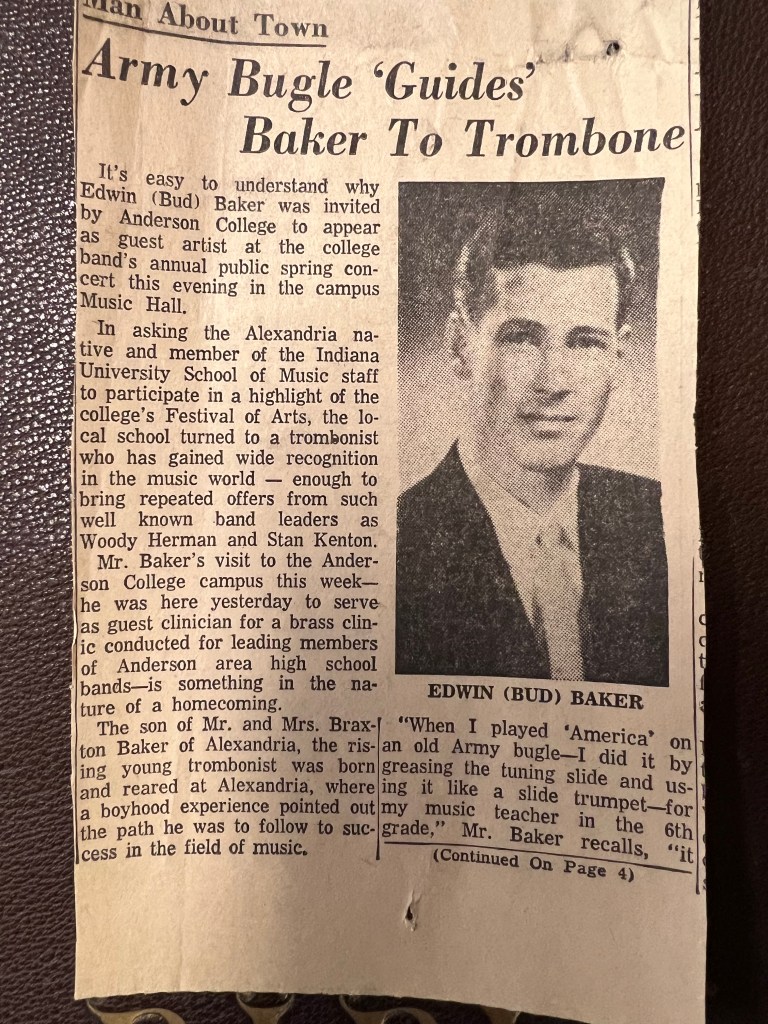 Man About Town
Army Bugle ‘Guides’
Baker To Trombone
It's easy to understand why
Edwin (Bud) Baker was invited
by Anderson College to appear
as guest artist at the college
band's annual public spring con-
cert this evening in the campus
Music Hall.
In asking the Alexandria na-
tive and member of the Indiana
University School of Music staff
to participate in a highlight of the
college's Festival of Arts, the lo-
cal school turned to a trombonist
who has gained wide recognition
in the music world — enough to
bring repeated offers from such
well known band leaders as
Woody Herman and Stan Kenton.
Mr. Baker's visit to the Ander-
son College campus this week—
he was here yesterday to serve
as guest clinician for a brass clin-
ic conducted for leading members
of Anderson area high school
bands—is something in the na-
ture of a homecoming.
The son of Mr. and Mrs. Brax-
ton Baker of Alexandria, the ris-
ing young trombonist was born
and reared at Alexandria, where
a boyhood experience pointed out
the path he was to follow to suc-
cess in the field of music.
EDWIN (BUD) BAKER
“When I played ‘America’ on
an old Army bugle—I did it by
greasing the tuning slide and us-
ing it like a slide trumpet—for
my music teacher in the 6th
grade,” Mr. Baker recalls, “it
(Continued On Page 4)